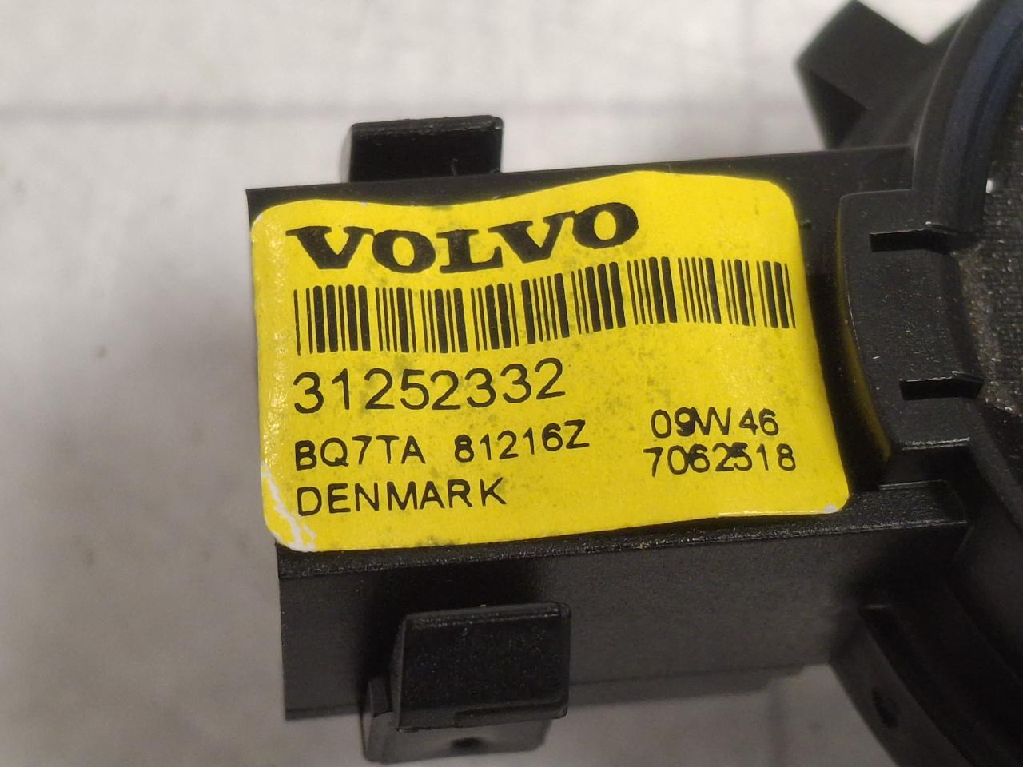 VOLVO
31252332
BQ7TA 81216Z 09W46
DENMARK 7062518